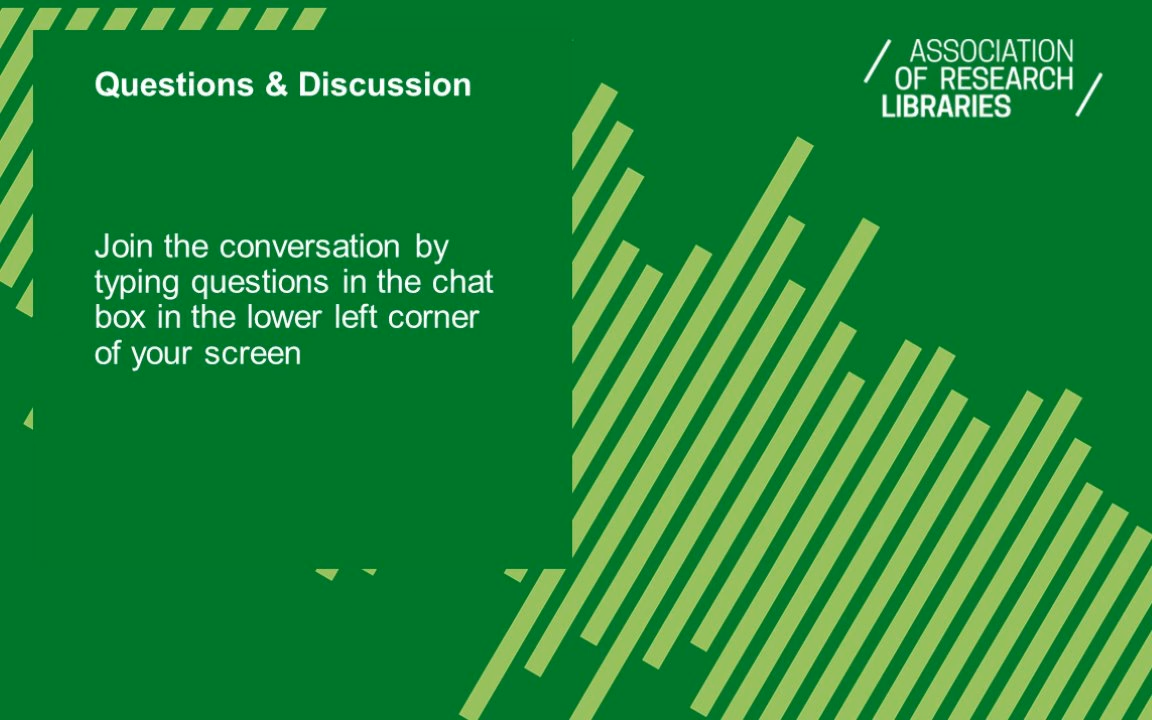 Questions & Discussion
ASSOCIATION
OF RESEARCH
LIBRARIES
Join the conversation by
typing questions in the chat
box in the lower left corner
of your screen